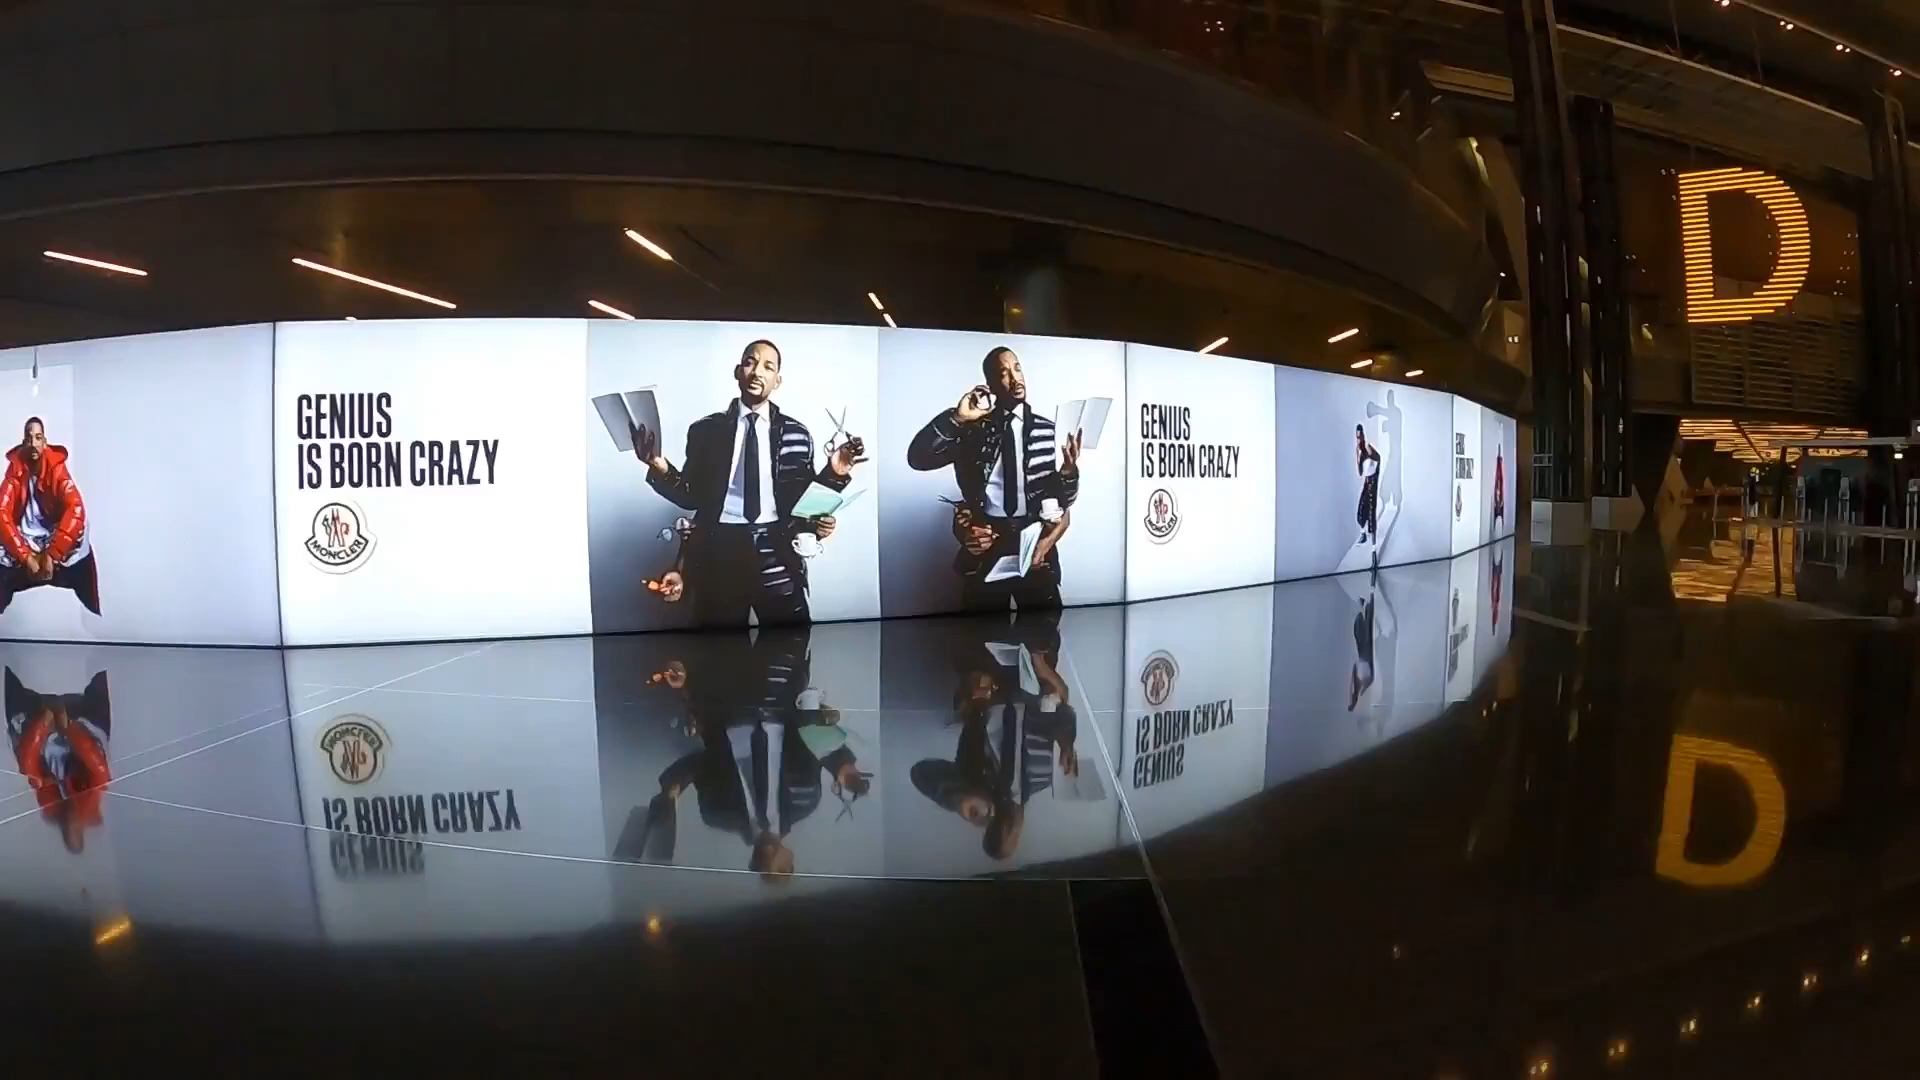 GENIUS
IS BORN CRAZY
MONCLER
GENIUS
IS BORN CRAZY
MONCLER
D